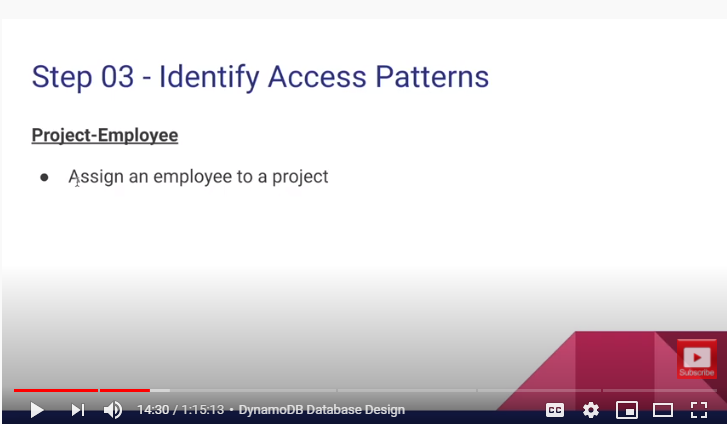 Step 03 - Identify Access Patterns
Project-Employee
● Assign an employee to a project
Subscribe
14:30 / 1:15:13 • DynamoDB Database Design
CC